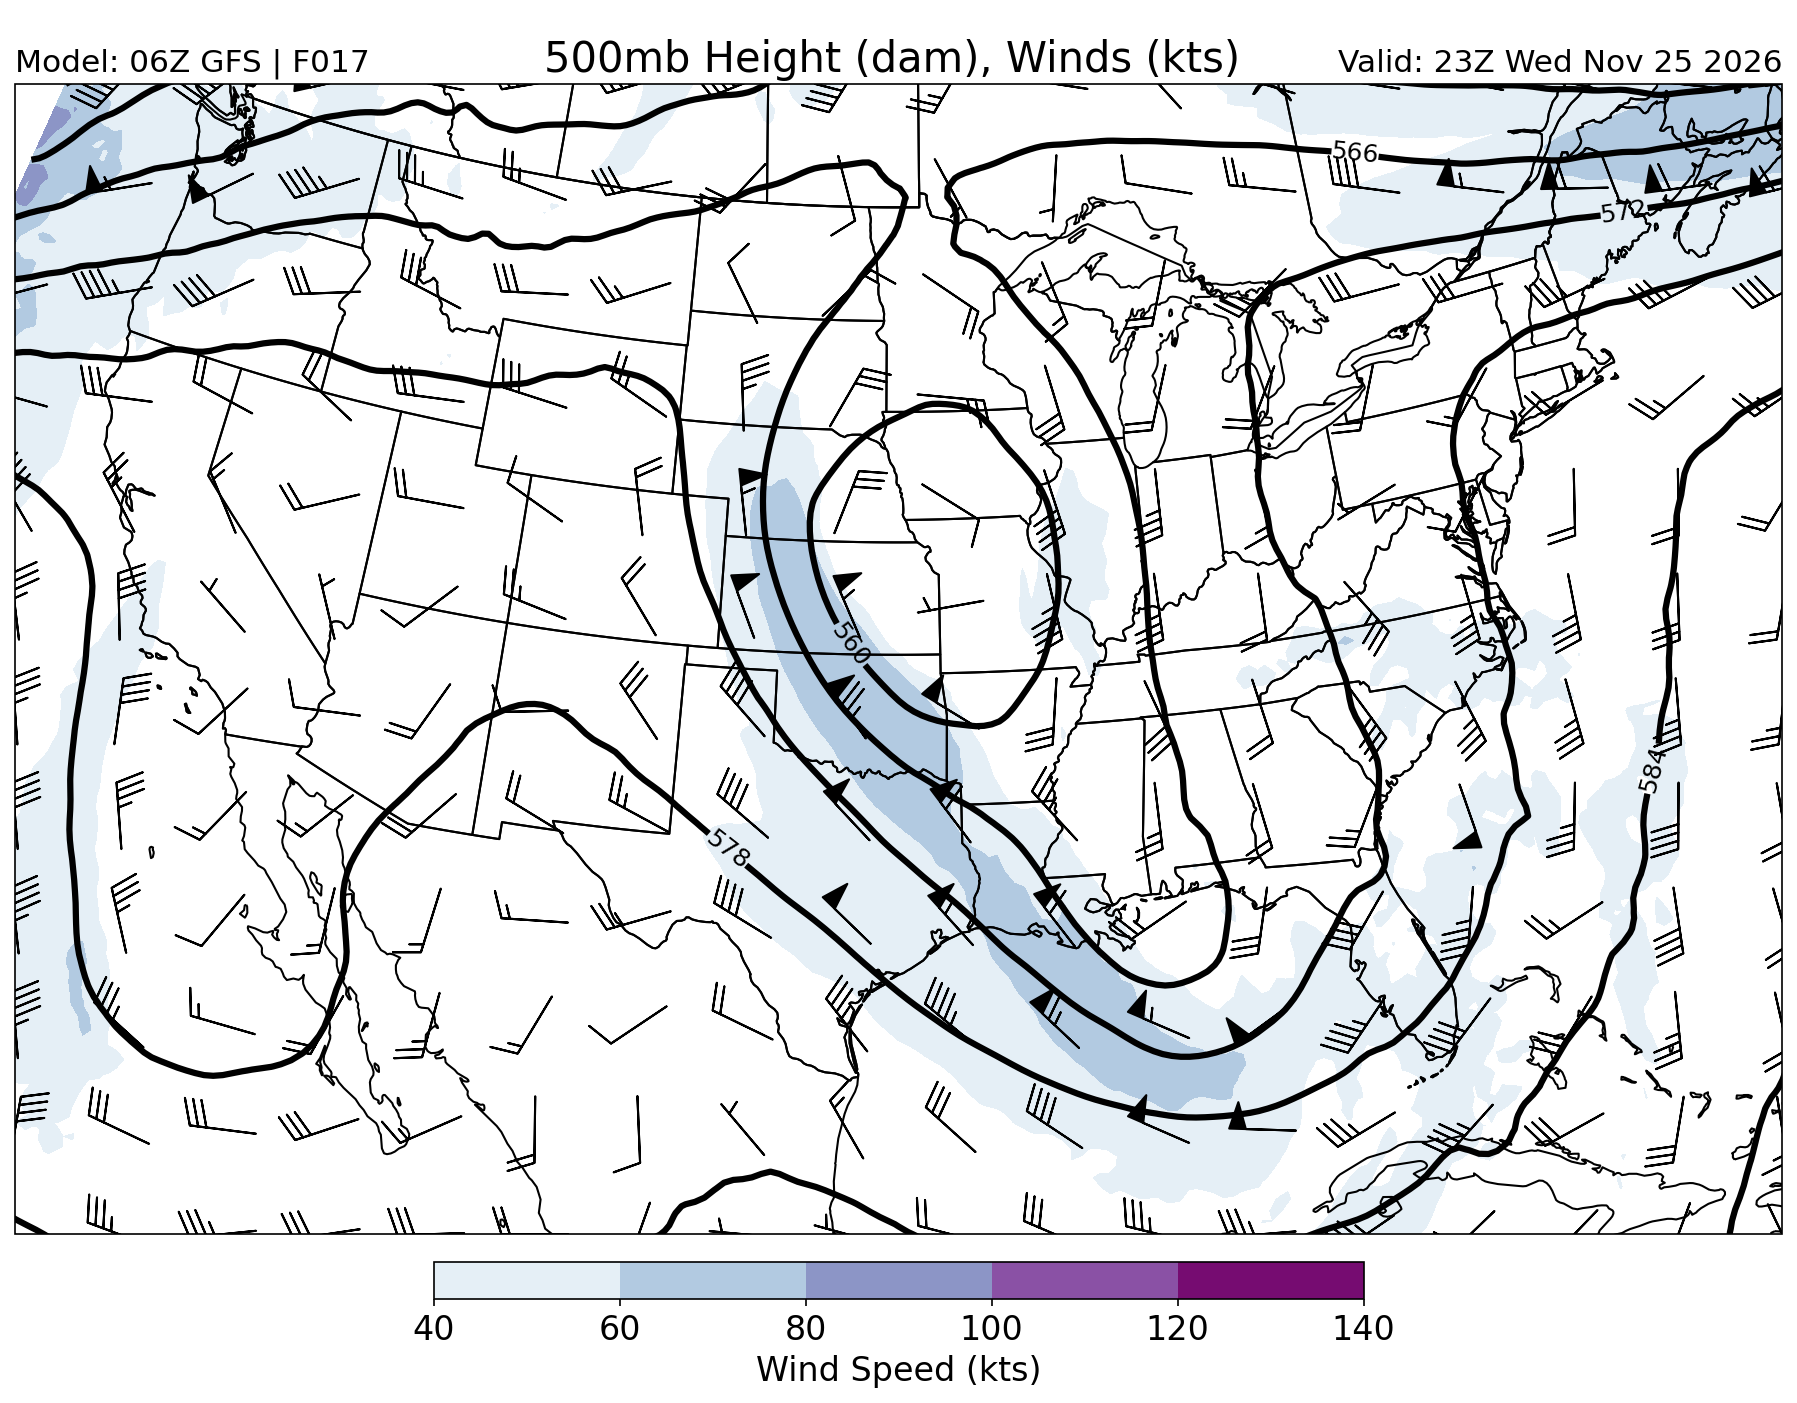 Model: 06Z GFS | F017
500mb Height (dam), Winds (kts)
Valid: 23Z Wed Nov 25 2026
566
572
560
584
578
40 60 80 100 120 140
Wind Speed (kts)